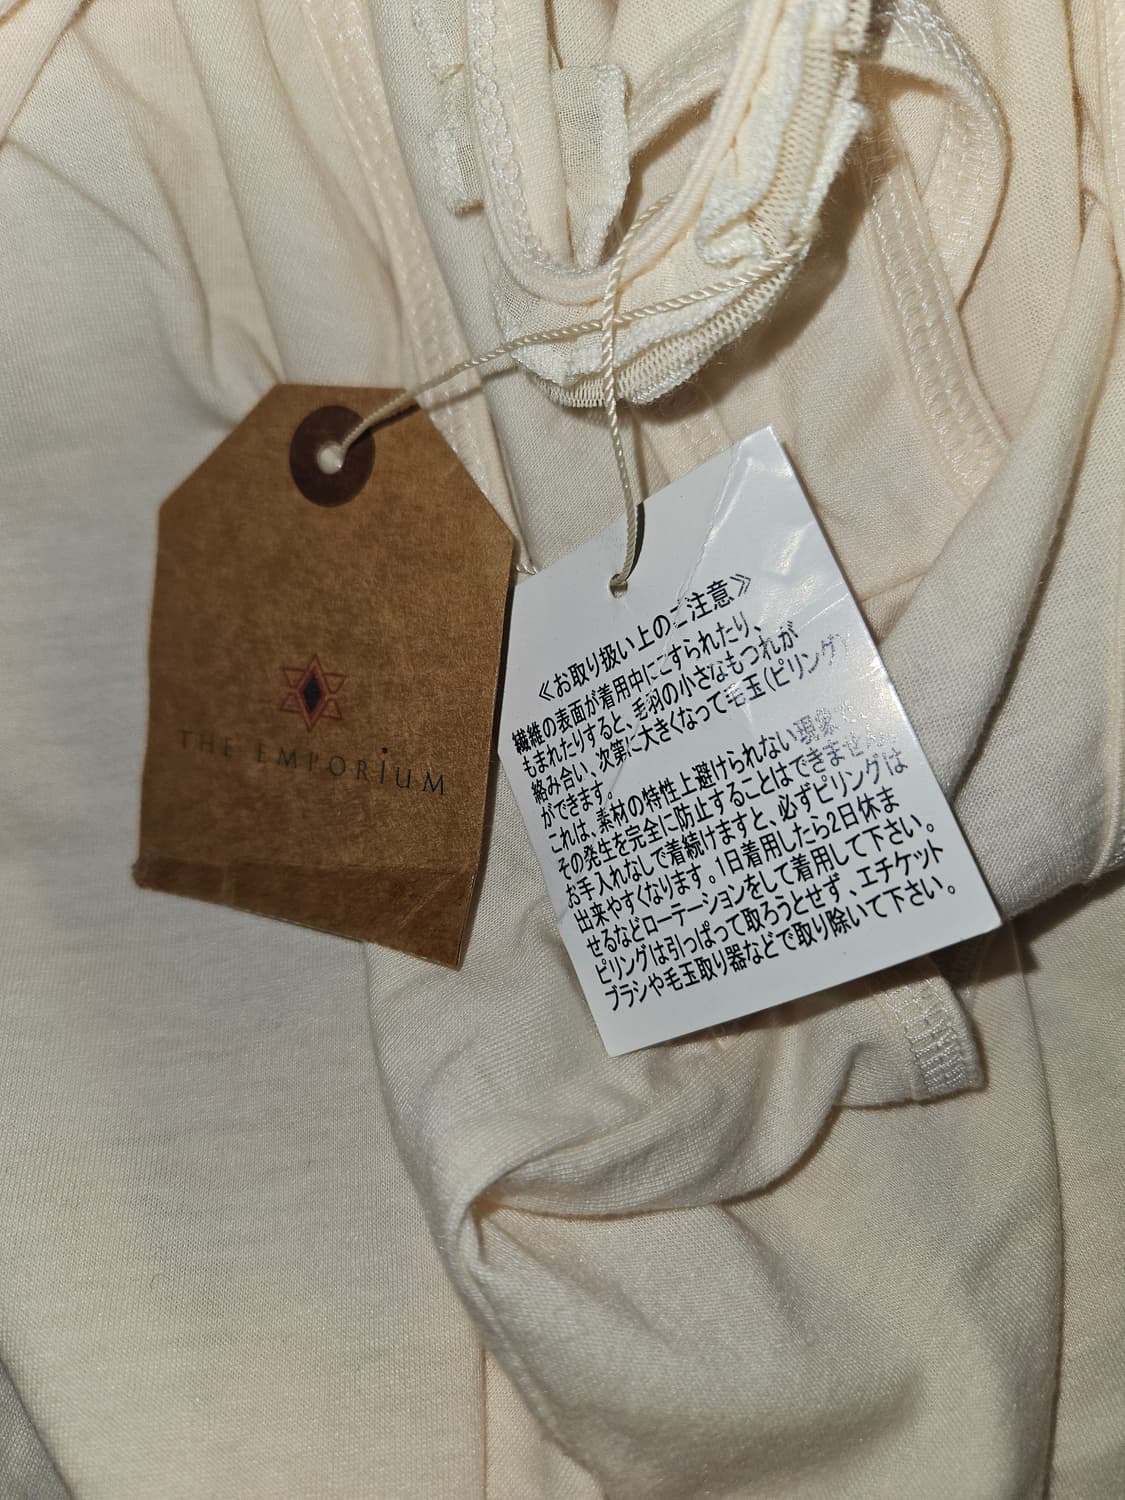 THE EMPORiUM
≪お取り扱い上のご注意≫
繊維の表面が着用中にこすられたり、
もまれたりすると、毛羽の小さなもつれが
絡み合い、次第に大きくなって毛玉(ピリング)
ができます。
これは、素材の特性上避けられない現象で
その発生を完全に防止することはできません
お手入れなしで着続けますと、必ずピリングは
出来やすくなります。1日着用したら2日休ま
せるなどローテーションをして着用して下さい。
ピリングは引っぱって取ろうとせず、エチケット
ブラシや毛玉取り器などで取り除いて下さい。